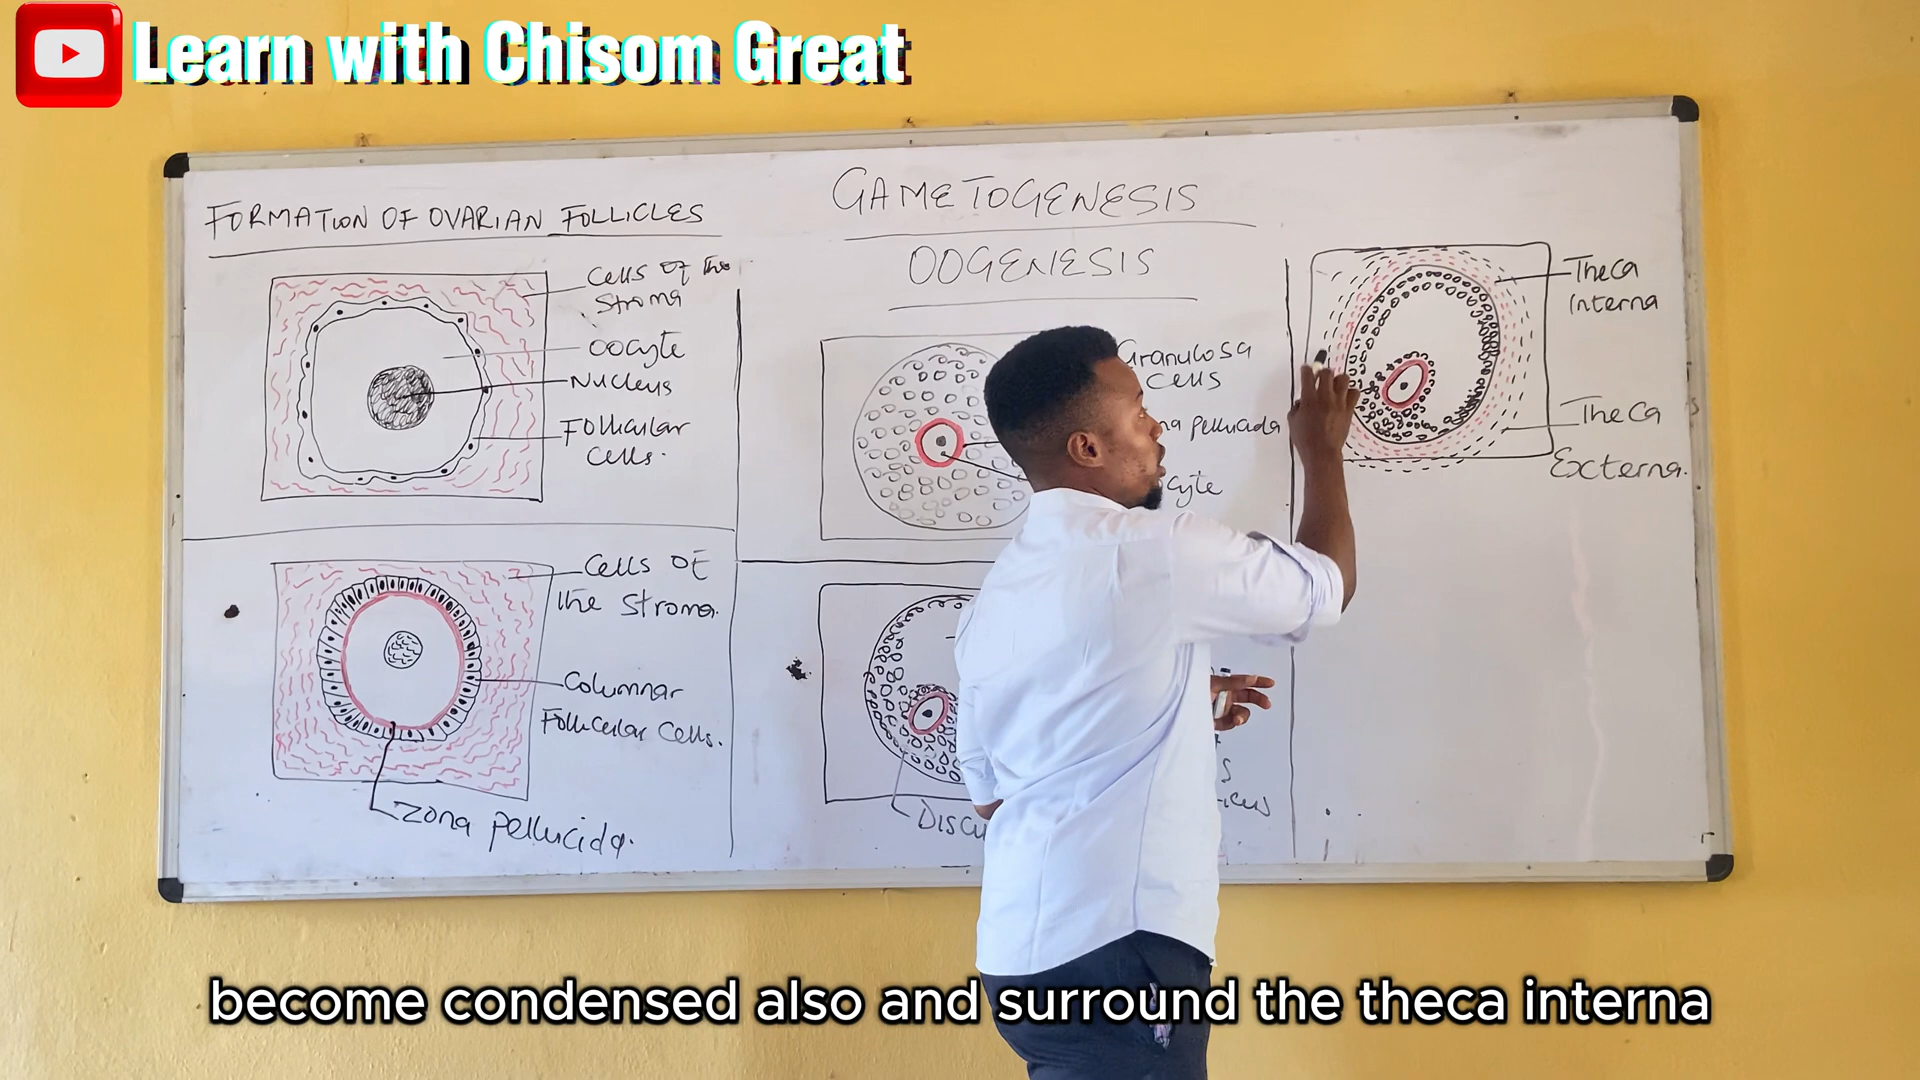 Learn with Chisom Great
GAMETOGENESIS
OOGENESIS
FORMATION OF OVARIAN FOLLICLES
Cells of the
Stroma
Oocyte
Nucleus
Follicular
Cells.
Cells OF
the Stroma.
Columnar
Follicular Cells.
Zona pellucida.
Granulosa
Cells
pellucida
Theca
Interna
Theca
Externa.
become condensed also and surround the theca interna